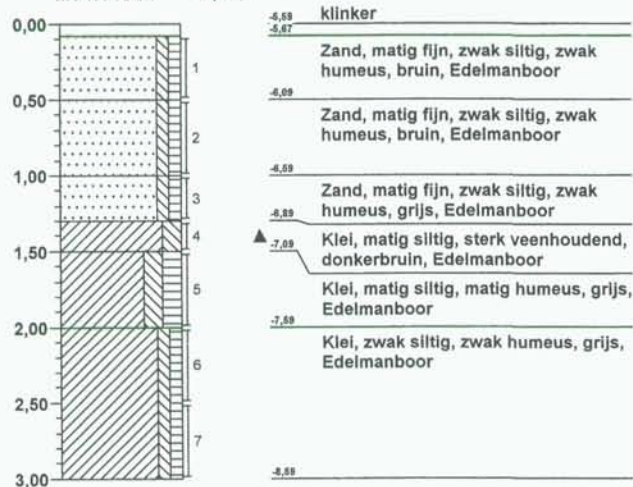 0,00
0,50
1,00
1,50
2,00
2,50
3,00
1
2
3
4
5
6
7
-5,59
klinker
-5,67
Zand, matig fijn, zwak siltig, zwak
humeus, bruin, Edelmanboor
-6,09
Zand, matig fijn, zwak siltig, zwak
humeus, bruin, Edelmanboor
-6,59
Zand, matig fijn, zwak siltig, zwak
humeus, grijs, Edelmanboor
-6,89
Klei, matig siltig, sterk veenhoudend,
donkerbruin, Edelmanboor
-7,09
Klei, matig siltig, matig humeus, grijs,
Edelmanboor
-7,59
Klei, zwak siltig, zwak humeus, grijs,
Edelmanboor
-8,59